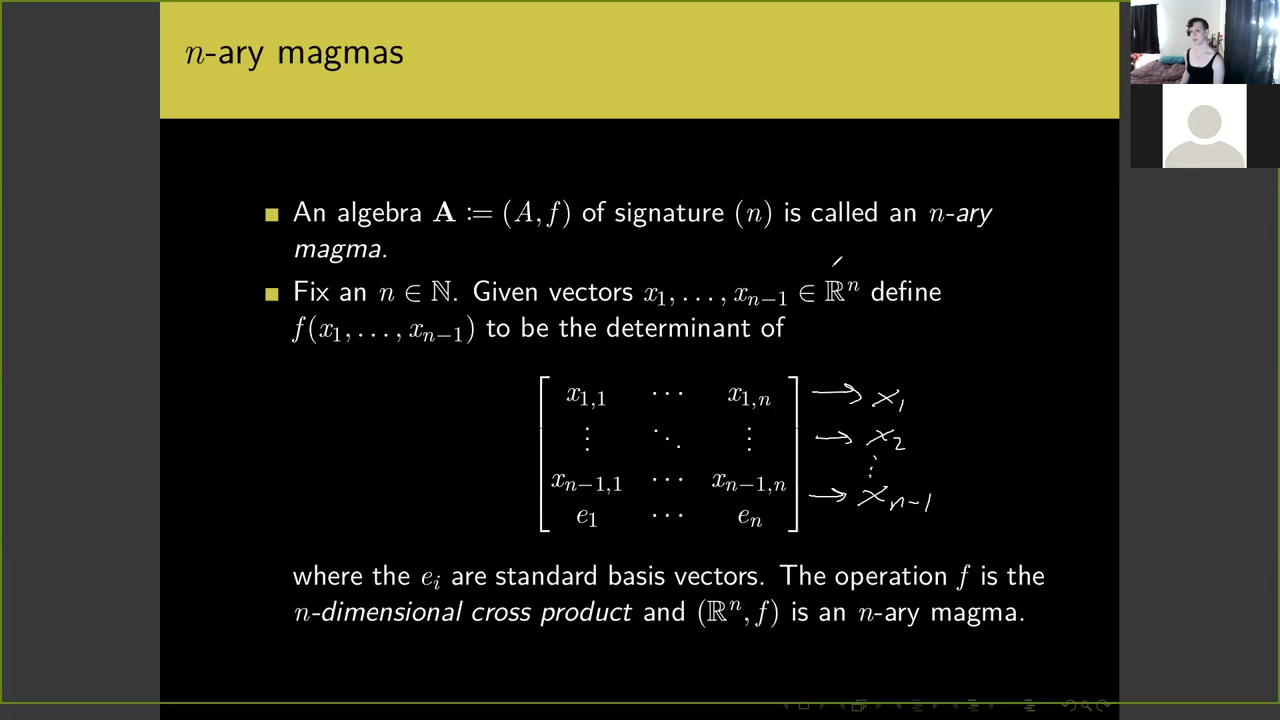 n-ary magmas
An algebra A ≔ (A, f) of signature (n) is called an n-ary
magma.
Fix an n ∈ ℕ. Given vectors x₁, …, xₙ₋₁ ∈ ℝⁿ define
f(x₁, …, xₙ₋₁) to be the determinant of
x₁,₁ ⋯ x₁,ₙ → x₁
⋮ ⋱ ⋮ → x₂
⋮
xₙ₋₁,₁ ⋯ xₙ₋₁,ₙ → xₙ₋₁
e₁ ⋯ eₙ
where the eᵢ are standard basis vectors. The operation f is the
n-dimensional cross product and (ℝⁿ, f) is an n-ary magma.